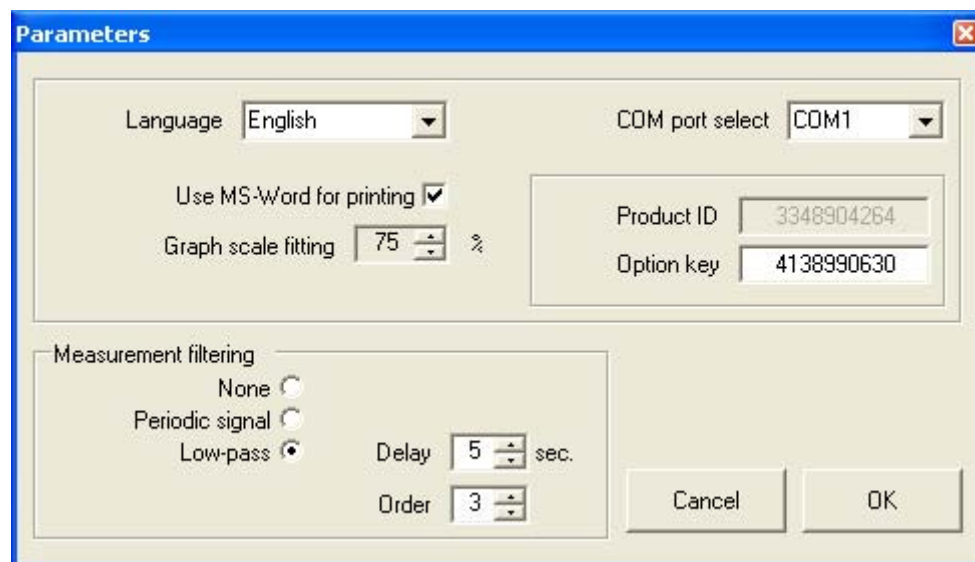 Parameters
Language English
COM port select COM1
Use MS-Word for printing
Graph scale fitting 75 %
Product ID 3348904264
Option key 4138990630
Measurement filtering
None
Periodic signal
Low-pass
Delay 5 sec.
Order 3
Cancel
OK